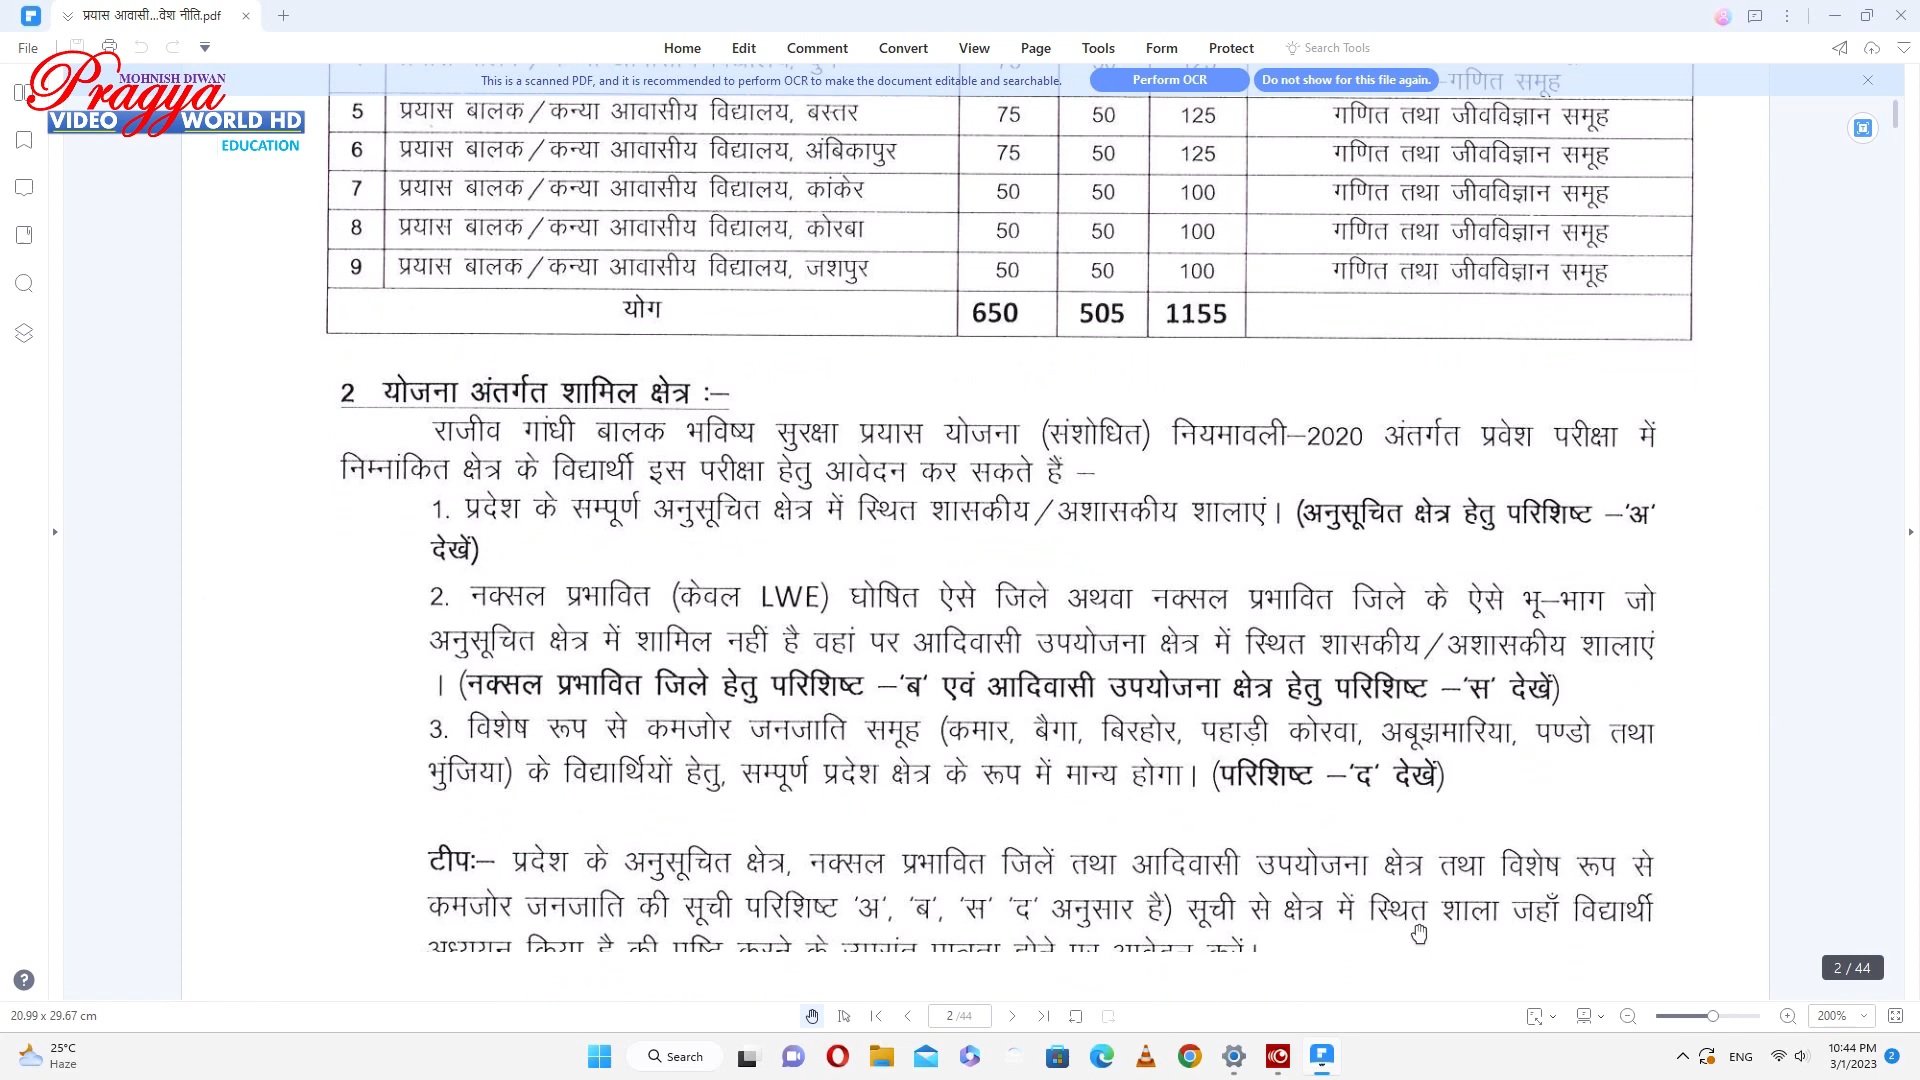 प्रयास आवासी...वेश नीति.pdf
File Home Edit Comment Convert View Page Tools Form Protect Search Tools
MOHNISH DIWAN
Pragya
VIDEO WORLD HD
EDUCATION
This is a scanned PDF, and it is recommended to perform OCR to make the document editable and searchable. Perform OCR Do not show for this file again.
गणित समूह
5 प्रयास बालक/कन्या आवासीय विद्यालय, बस्तर 75 50 125 गणित तथा जीवविज्ञान समूह
6 प्रयास बालक/कन्या आवासीय विद्यालय, अंबिकापुर 75 50 125 गणित तथा जीवविज्ञान समूह
7 प्रयास बालक/कन्या आवासीय विद्यालय, कांकेर 50 50 100 गणित तथा जीवविज्ञान समूह
8 प्रयास बालक/कन्या आवासीय विद्यालय, कोरबा 50 50 100 गणित तथा जीवविज्ञान समूह
9 प्रयास बालक/कन्या आवासीय विद्यालय, जशपुर 50 50 100 गणित तथा जीवविज्ञान समूह
योग 650 505 1155
2 योजना अंतर्गत शामिल क्षेत्र :–
राजीव गांधी बालक भविष्य सुरक्षा प्रयास योजना (संशोधित) नियमावली–2020 अंतर्गत प्रवेश परीक्षा में
निम्नांकित क्षेत्र के विद्यार्थी इस परीक्षा हेतु आवेदन कर सकते हैं –
1. प्रदेश के सम्पूर्ण अनुसूचित क्षेत्र में स्थित शासकीय/अशासकीय शालाएं। (अनुसूचित क्षेत्र हेतु परिशिष्ट –'अ'
देखें)
2. नक्सल प्रभावित (केवल LWE) घोषित ऐसे जिले अथवा नक्सल प्रभावित जिले के ऐसे भू–भाग जो
अनुसूचित क्षेत्र में शामिल नहीं है वहां पर आदिवासी उपयोजना क्षेत्र में स्थित शासकीय/अशासकीय शालाएं
। (नक्सल प्रभावित जिले हेतु परिशिष्ट –'ब' एवं आदिवासी उपयोजना क्षेत्र हेतु परिशिष्ट –'स' देखें)
3. विशेष रूप से कमजोर जनजाति समूह (कमार, बैगा, बिरहोर, पहाड़ी कोरवा, अबूझमारिया, पण्डो तथा
भुंजिया) के विद्यार्थियों हेतु, सम्पूर्ण प्रदेश क्षेत्र के रूप में मान्य होगा। (परिशिष्ट –'द' देखें)
टीपः– प्रदेश के अनुसूचित क्षेत्र, नक्सल प्रभावित जिलें तथा आदिवासी उपयोजना क्षेत्र तथा विशेष रूप से
कमजोर जनजाति की सूची परिशिष्ट 'अ', 'ब', 'स' 'द' अनुसार है) सूची से क्षेत्र में स्थित शाला जहाँ विद्यार्थी
अध्ययन किया है की पुष्टि करने के उपरांत पात्रता होने पर आवेदन करें।
2 / 44
20.99 x 29.67 cm 2 /44 200%
25°C
Haze
Search
ENG
10:44 PM
3/1/2023
2